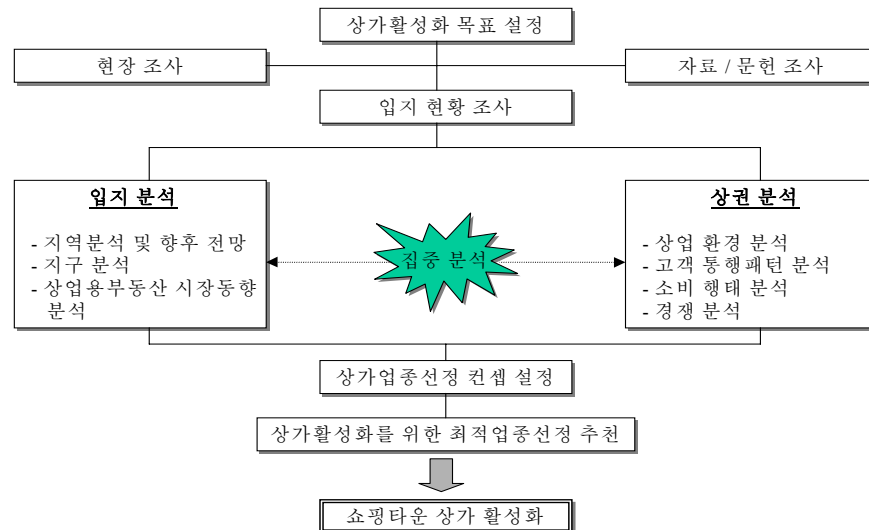 상가활성화 목표 설정
현장 조사
자료 / 문헌 조사
입지 현황 조사
입지 분석
- 지역분석 및 향후 전망
- 지구 분석
- 상업용부동산 시장동향
분석
집중 분석
상권 분석
- 상업 환경 분석
- 고객 통행패턴 분석
- 소비 행태 분석
- 경쟁 분석
상가업종선정 컨셉 설정
상가활성화를 위한 최적업종선정 추천
쇼핑타운 상가 활성화